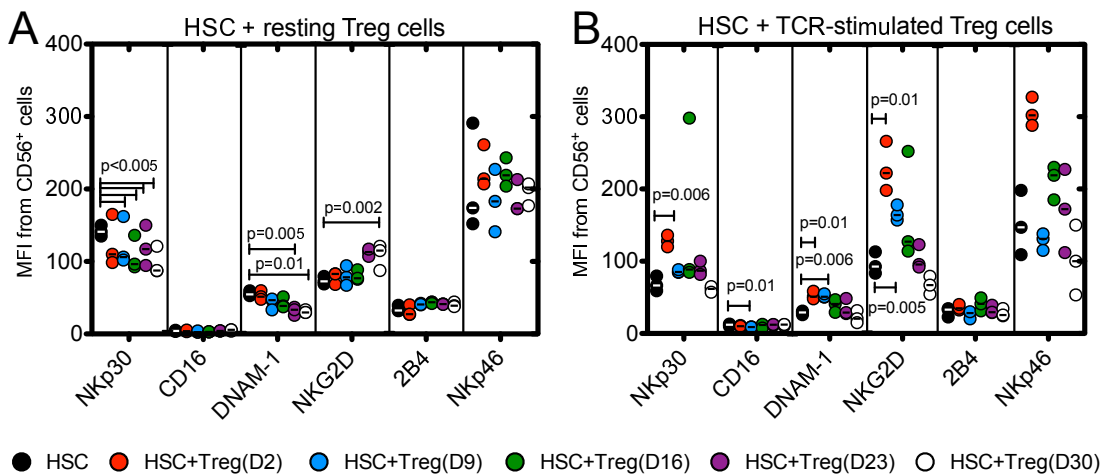 A
HSC + resting Treg cells
MFI from CD56+ cells
400
300
200
100
0
p<0.005
p=0.005
p=0.01
p=0.002
NKp30
CD16
DNAM-1
NKG2D
2B4
NKp46
B
HSC + TCR-stimulated Treg cells
MFI from CD56+ cells
400
300
200
100
0
p=0.006
p=0.01
p=0.01
p=0.006
p=0.01
p=0.005
NKp30
CD16
DNAM-1
NKG2D
2B4
NKp46
HSC HSC+Treg(D2) HSC+Treg(D9) HSC+Treg(D16) HSC+Treg(D23) HSC+Treg(D30)